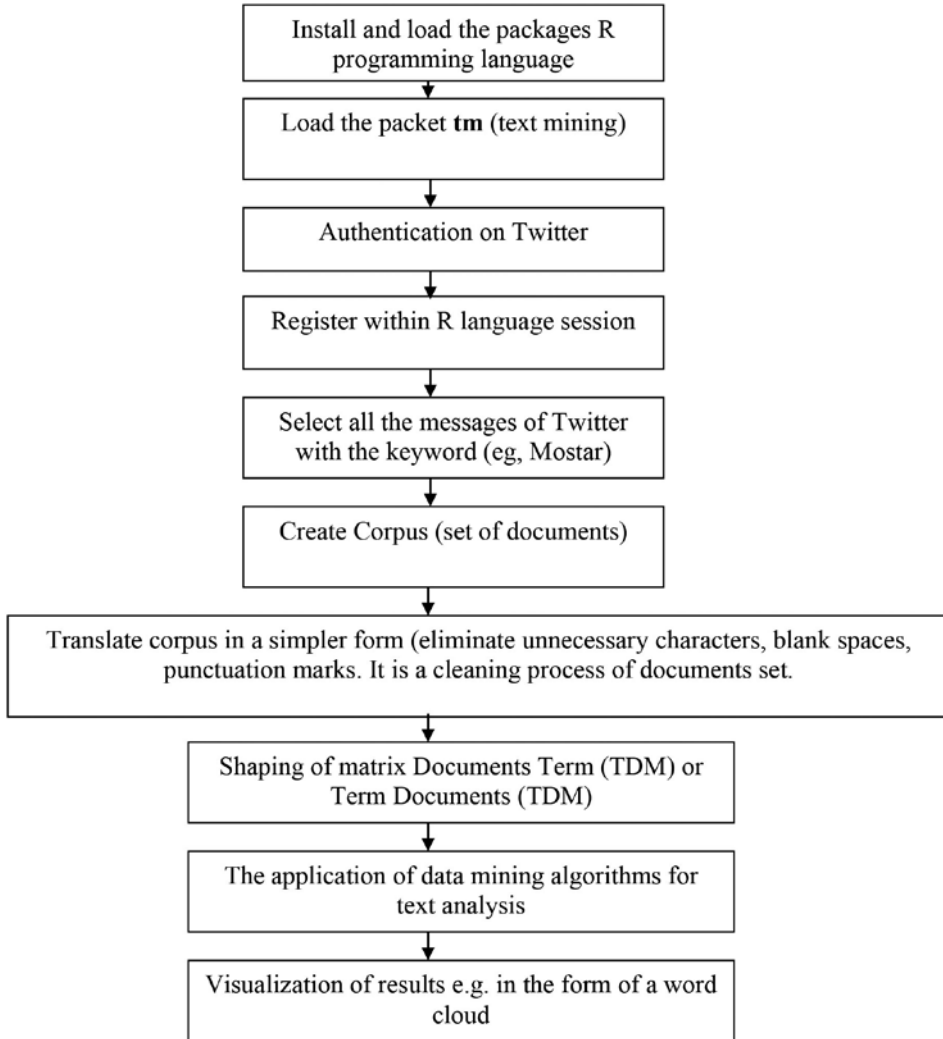 Install and load the packages R
programming language
Load the packet tm (text mining)
Authentication on Twitter
Register within R language session
Select all the messages of Twitter
with the keyword (eg, Mostar)
Create Corpus (set of documents)
Translate corpus in a simpler form (eliminate unnecessary characters, blank spaces,
punctuation marks. It is a cleaning process of documents set.
Shaping of matrix Documents Term (TDM) or
Term Documents (TDM)
The application of data mining algorithms for
text analysis
Visualization of results e.g. in the form of a word
cloud